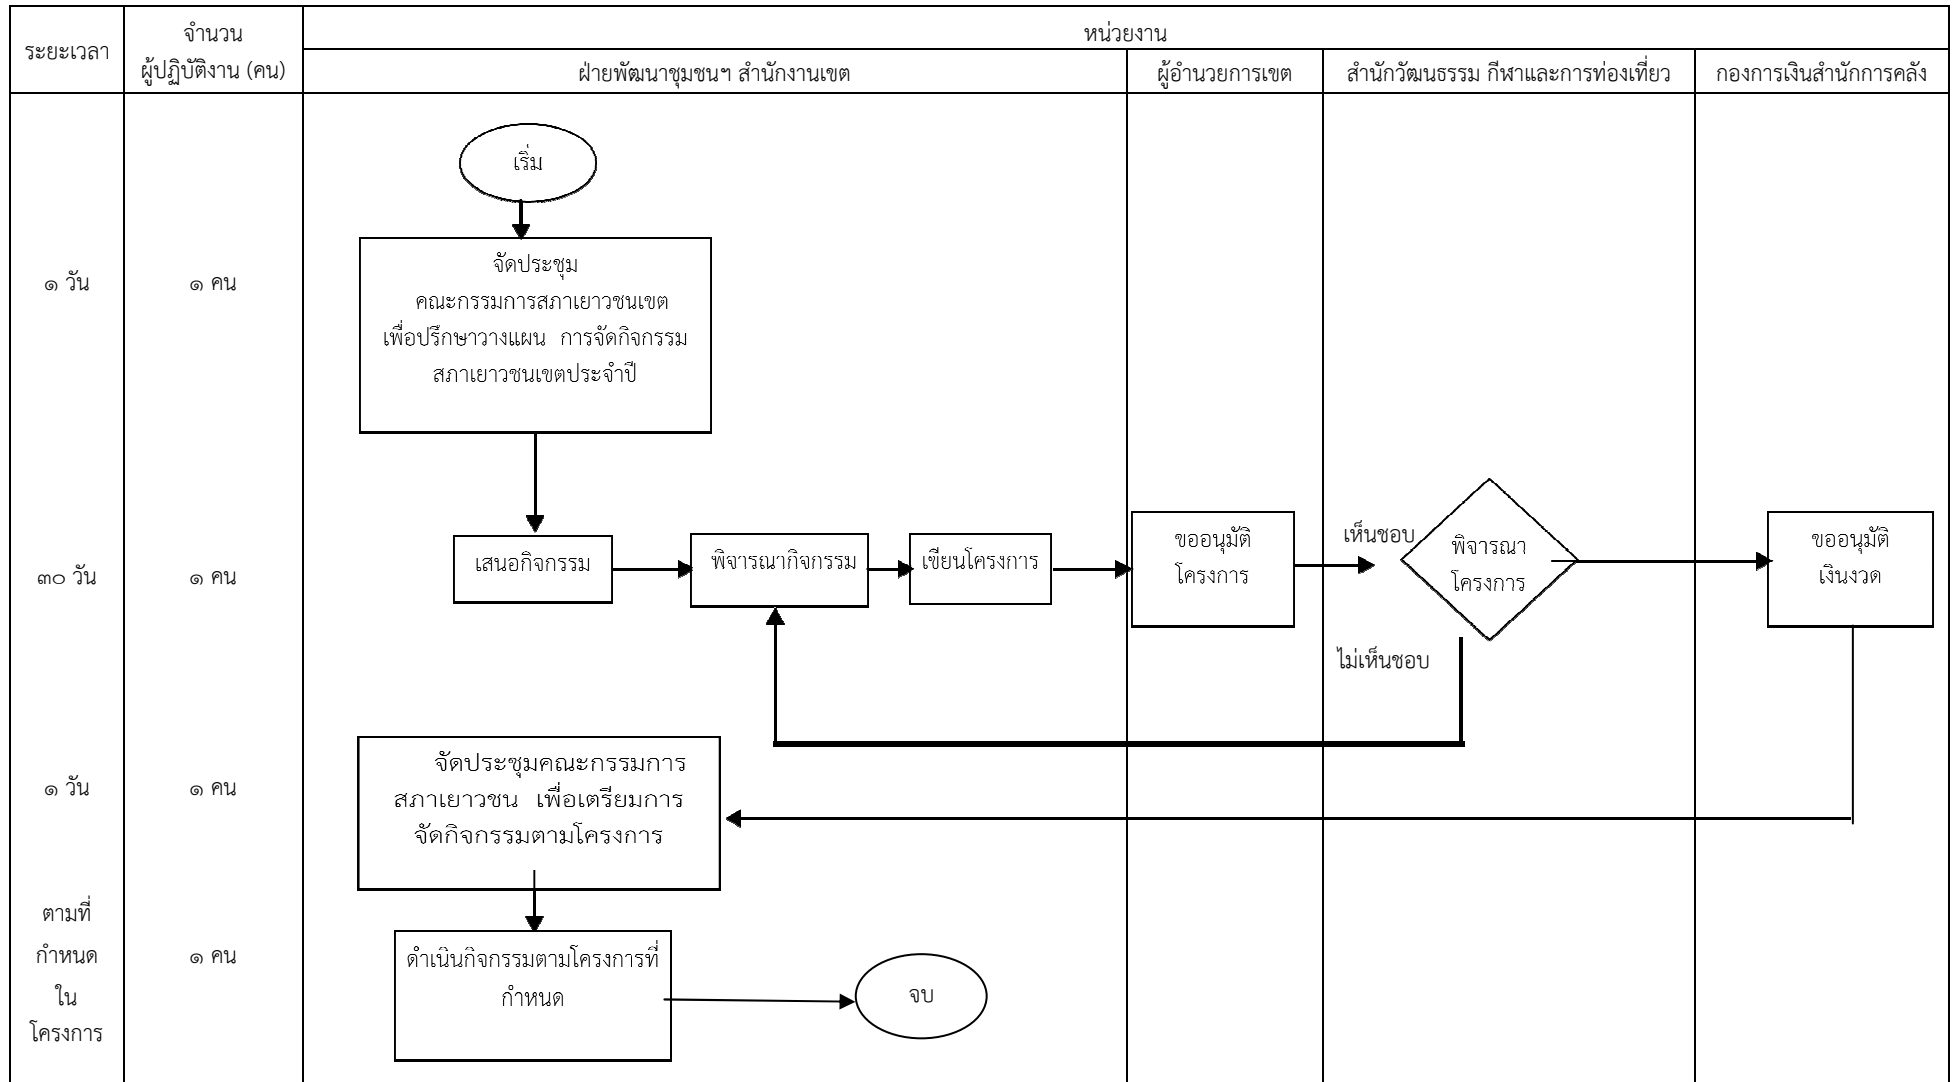 ระยะเวลา
จำนวน
ผู้ปฏิบัติงาน (คน)
หน่วยงาน
ฝ่ายพัฒนาชุมชนฯ สำนักงานเขต
ผู้อำนวยการเขต
สำนักวัฒนธรรม กีฬาและการท่องเที่ยว
กองการเงินสำนักการคลัง
เริ่ม
๑ วัน
๑ คน
จัดประชุม
คณะกรรมการสภาเยาวชนเขต
เพื่อปรึกษาวางแผน การจัดกิจกรรม
สภาเยาวชนเขตประจำปี
๓๐ วัน
๑ คน
เสนอกิจกรรม
พิจารณากิจกรรม
เขียนโครงการ
ขออนุมัติ
โครงการ
เห็นชอบ
พิจารณา
โครงการ
ไม่เห็นชอบ
ขออนุมัติ
เงินงวด
๑ วัน
๑ คน
จัดประชุมคณะกรรมการ
สภาเยาวชน เพื่อเตรียมการ
จัดกิจกรรมตามโครงการ
ตามที่
กำหนด
ใน
โครงการ
๑ คน
ดำเนินกิจกรรมตามโครงการที่
กำหนด
จบ